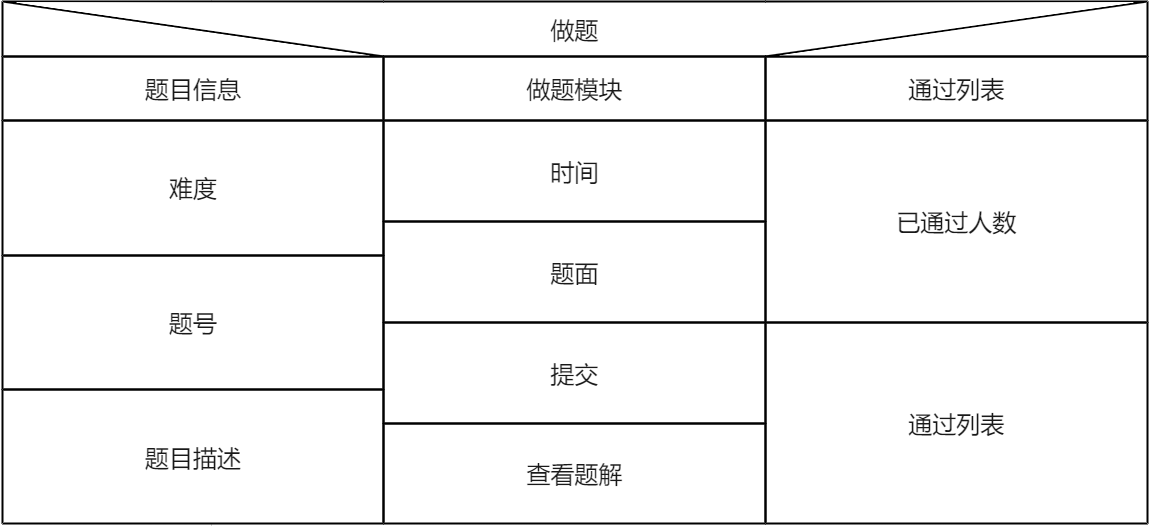 做题
题目信息
做题模块
通过列表
难度
题号
题目描述
时间
题面
提交
查看题解
已通过人数
通过列表